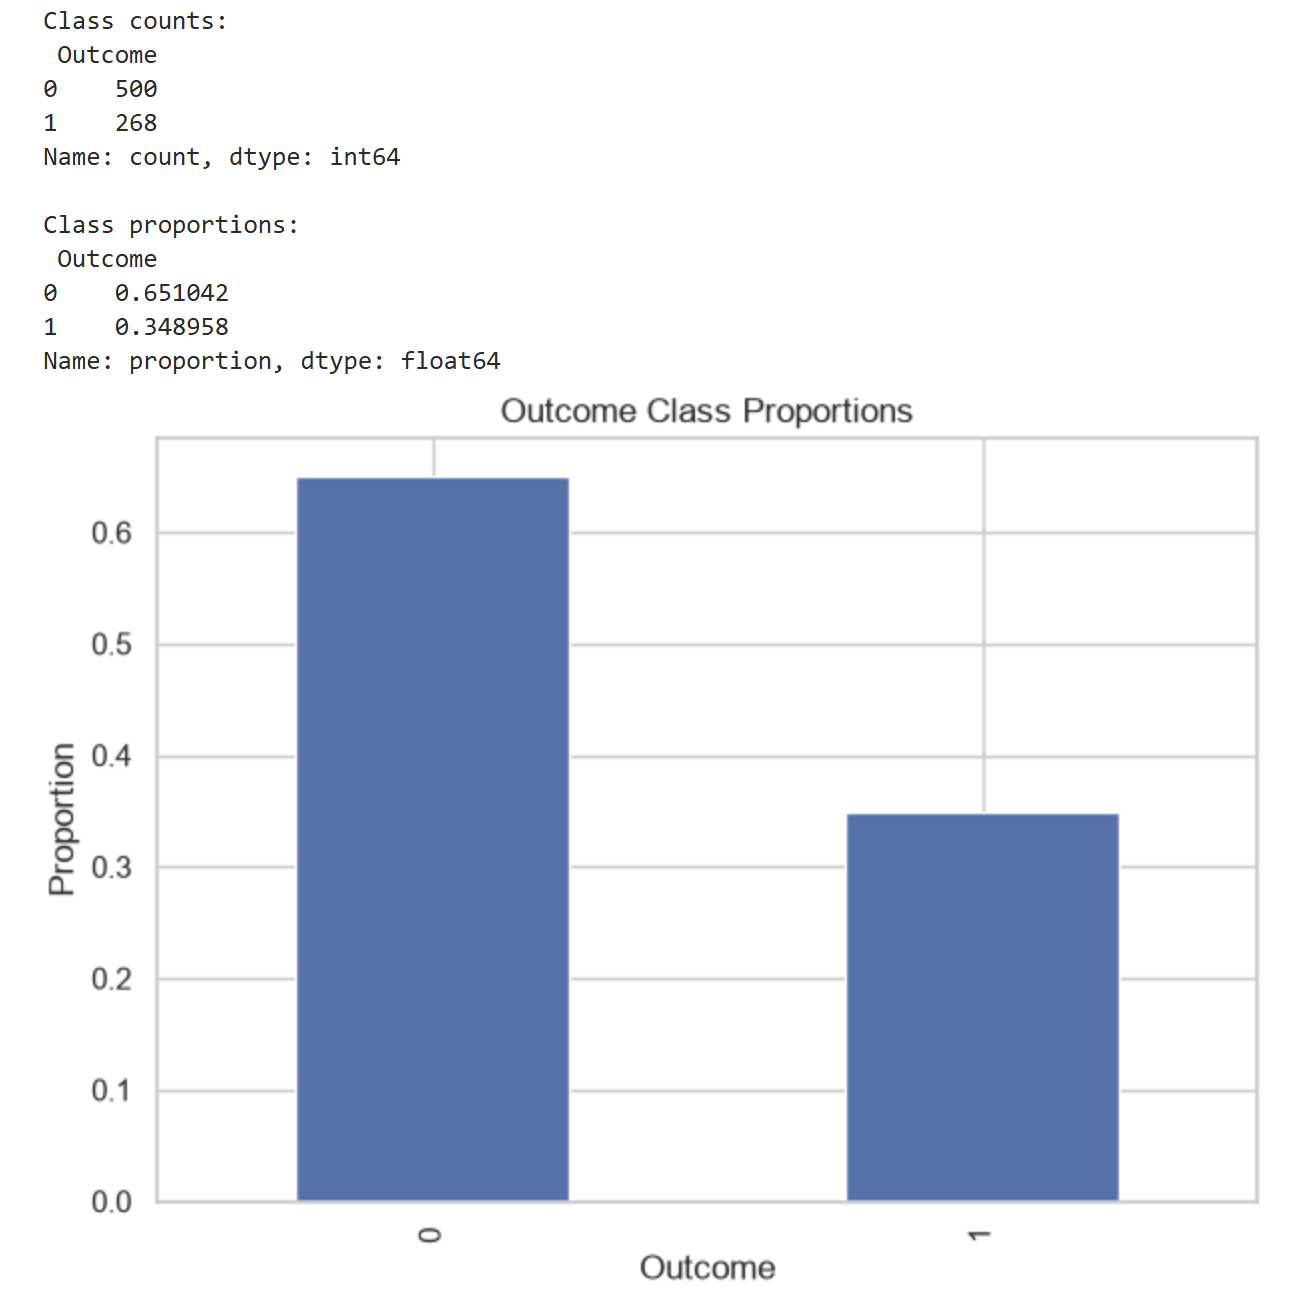 Class counts:
Outcome
0    500
1    268
Name: count, dtype: int64
Class proportions:
Outcome
0    0.651042
1    0.348958
Name: proportion, dtype: float64
Outcome Class Proportions
0.6
0.5
0.4
0.3
0.2
0.1
0.0
Proportion
0
1
Outcome